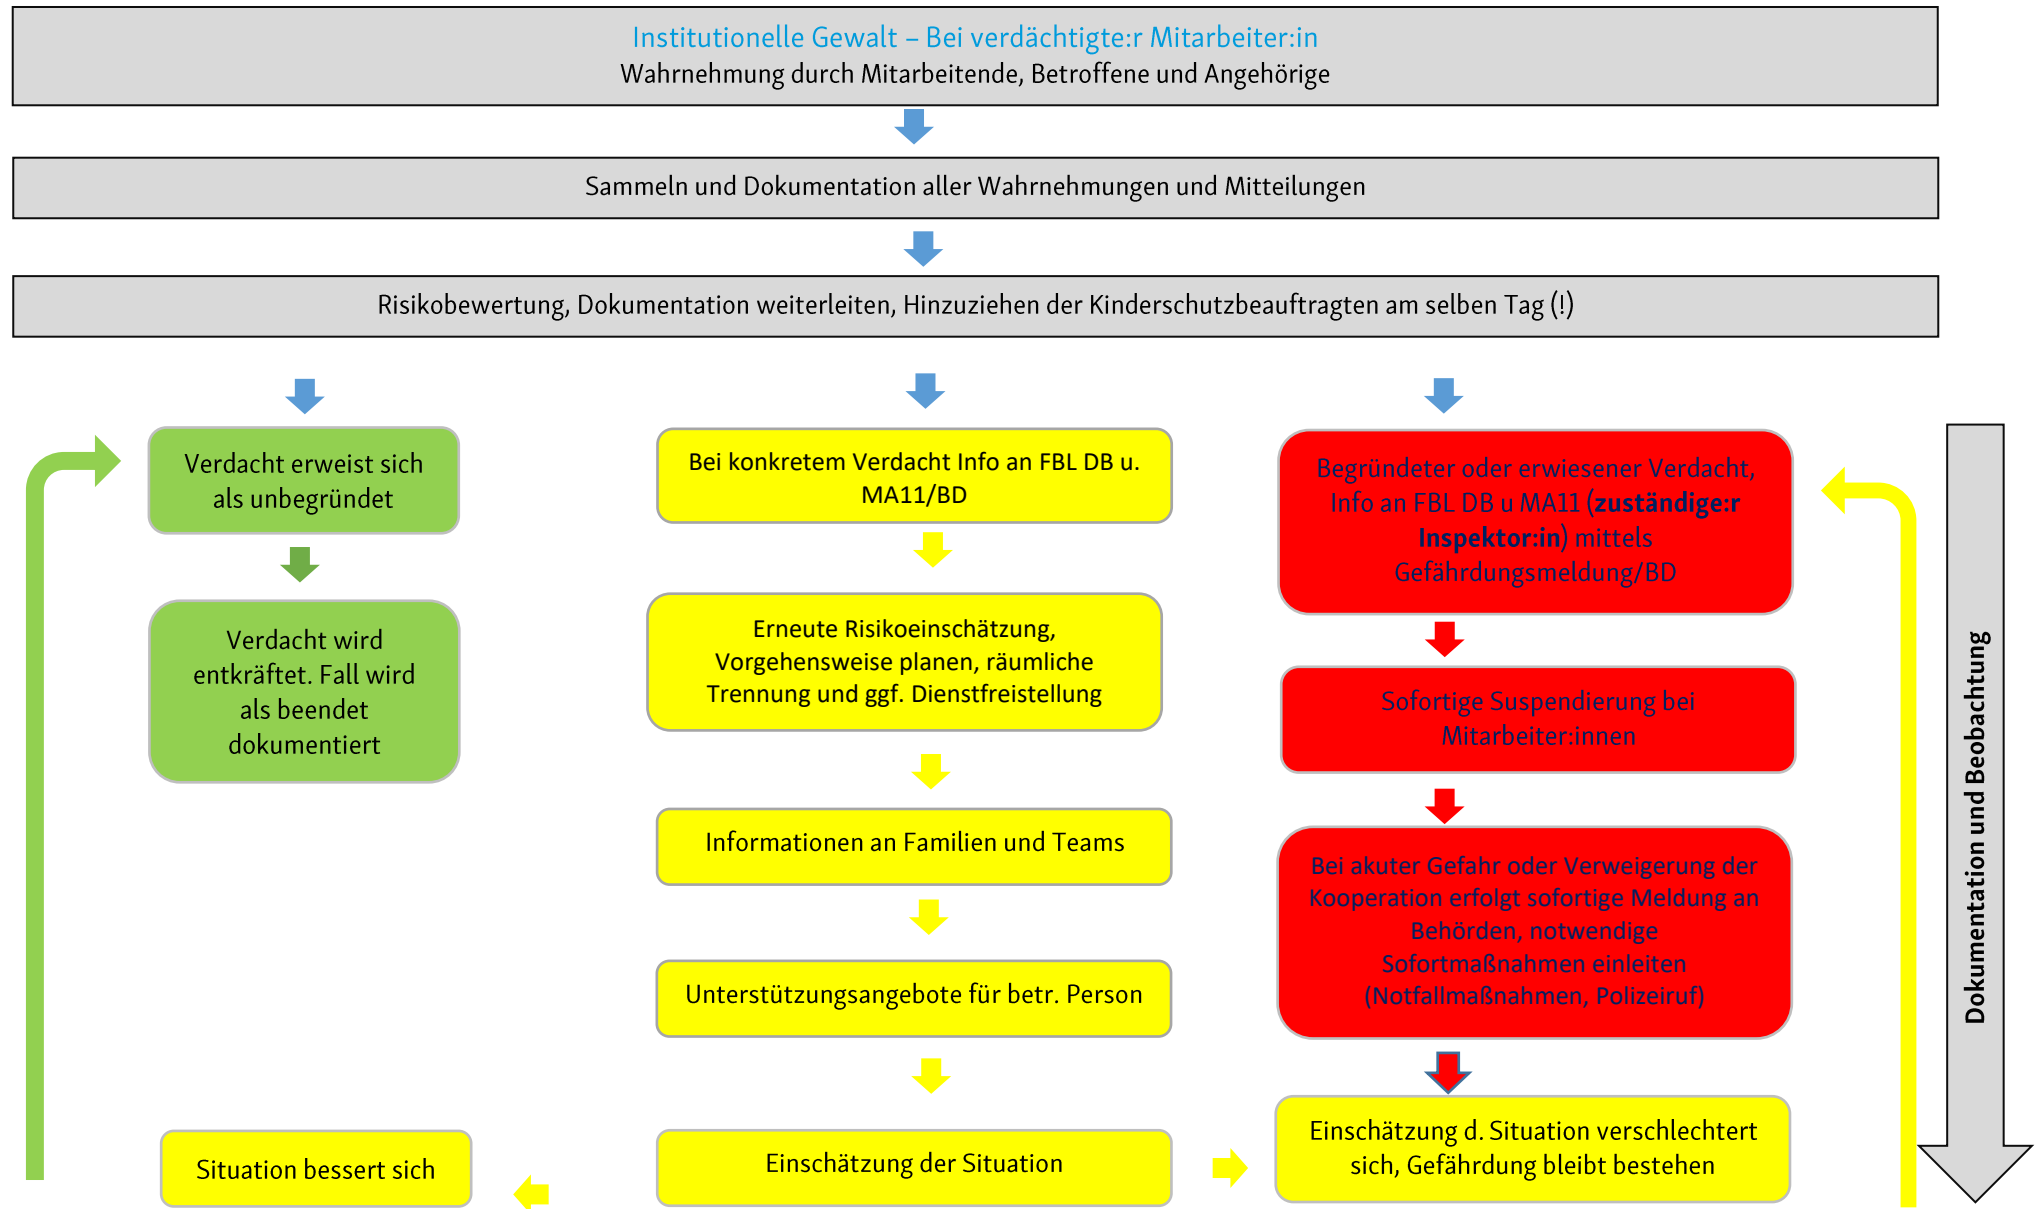 Institutionelle Gewalt – Bei verdächtigte:r Mitarbeiter:in
Wahrnehmung durch Mitarbeitende, Betroffene und Angehörige
Sammeln und Dokumentation aller Wahrnehmungen und Mitteilungen
Risikobewertung, Dokumentation weiterleiten, Hinzuziehen der Kinderschutzbeauftragten am selben Tag (!)
Verdacht erweist sich
als unbegründet
Verdacht wird
entkräftet. Fall wird
als beendet
dokumentiert
Situation bessert sich
Bei konkretem Verdacht Info an FBL DB u.
MA11/BD
Erneute Risikoeinschätzung,
Vorgehensweise planen, räumliche
Trennung und ggf. Dienstfreistellung
Informationen an Familien und Teams
Unterstützungsangebote für betr. Person
Einschätzung der Situation
Begründeter oder erwiesener Verdacht,
Info an FBL DB u MA11 (zuständige:r
Inspektor:in) mittels
Gefährdungsmeldung/BD
Sofortige Suspendierung bei
Mitarbeiter:innen
Bei akuter Gefahr oder Verweigerung der
Kooperation erfolgt sofortige Meldung an
Behörden, notwendige
Sofortmaßnahmen einleiten
(Notfallmaßnahmen, Polizeiruf)
Einschätzung d. Situation verschlechtert
sich, Gefährdung bleibt bestehen
Dokumentation und Beobachtung